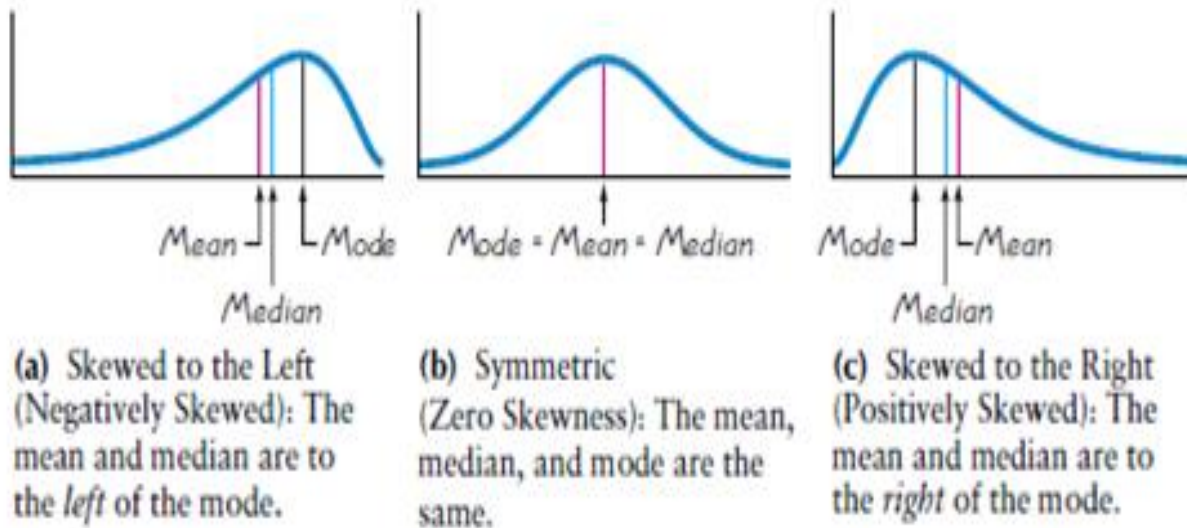 Mean
Mode
Median
Mode = Mean = Median
Mode
Mean
Median
(a) Skewed to the Left
(Negatively Skewed): The
mean and median are to
the left of the mode.
(b) Symmetric
(Zero Skewness): The mean,
median, and mode are the
same.
(c) Skewed to the Right
(Positively Skewed): The
mean and median are to
the right of the mode.